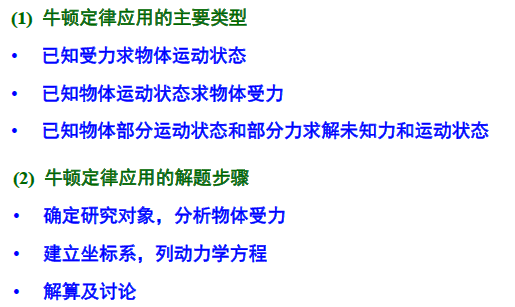 (1) 牛顿定律应用的主要类型
• 已知受力求物体运动状态
• 已知物体运动状态求物体受力
• 已知物体部分运动状态和部分力求解未知力和运动状态
(2) 牛顿定律应用的解题步骤
• 确定研究对象，分析物体受力
• 建立坐标系，列动力学方程
• 解算及讨论